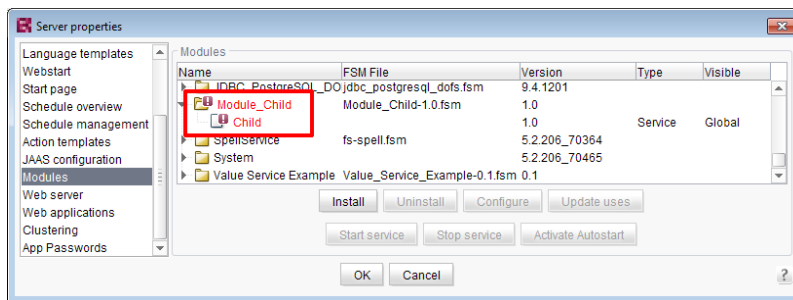 Server properties
Language templates
Webstart
Start page
Schedule overview
Schedule management
Action templates
JAAS configuration
Modules
Web server
Web applications
Clustering
App Passwords
Modules
Name FSM File Version Type Visible
JDBC_PostgreSQL_DO jdbc_postgresql_dofs.fsm 9.4.1201
Module_Child Module_Child-1.0.fsm 1.0
Child 1.0 Service Global
SpellService fs-spell.fsm 5.2.206_70364
System 5.2.206_70465
Value Service Example Value_Service_Example-0.1.fsm 0.1
Install Uninstall Configure Update uses
Start service Stop service Activate Autostart
OK Cancel ?